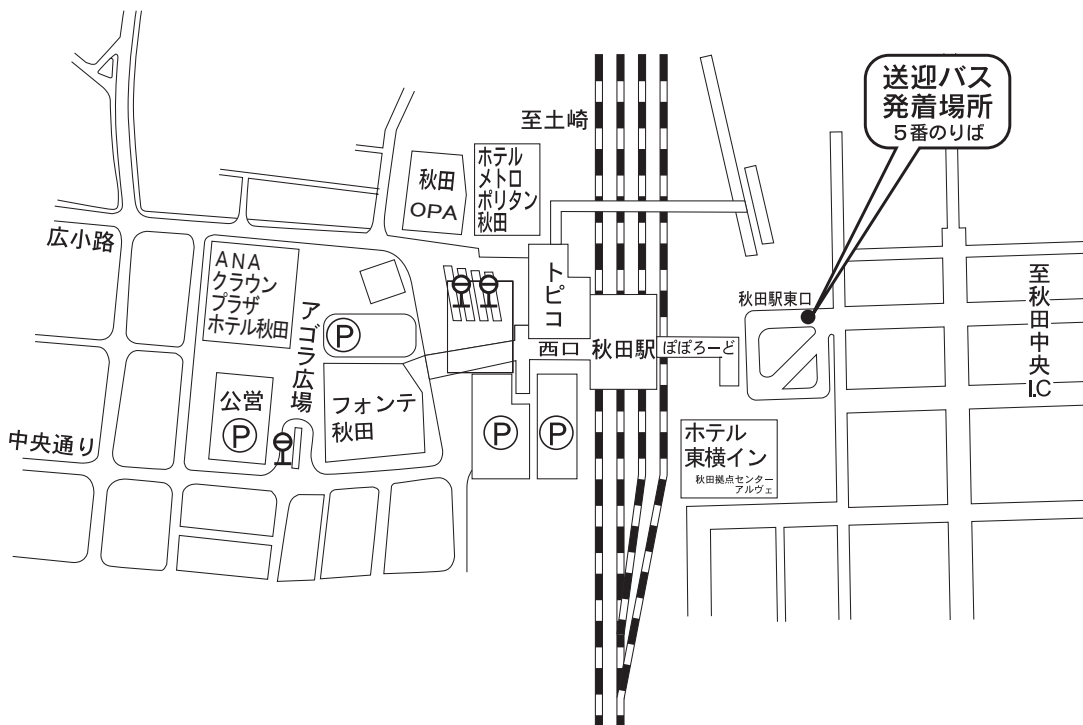 送迎バス
発着場所
5番のりば
至土崎
ホテル
メトロ
ポリタン
秋田
秋田
OPA
広小路
ANA
クラウン
プラザ
ホテル秋田
アゴラ広場
P
トピコ
西口
秋田駅
ぽぽろーど
秋田駅東口
至秋田中央I.C
公営
P
フォンテ
秋田
P
P
中央通り
ホテル
東横イン
秋田拠点センター
アルヴェ